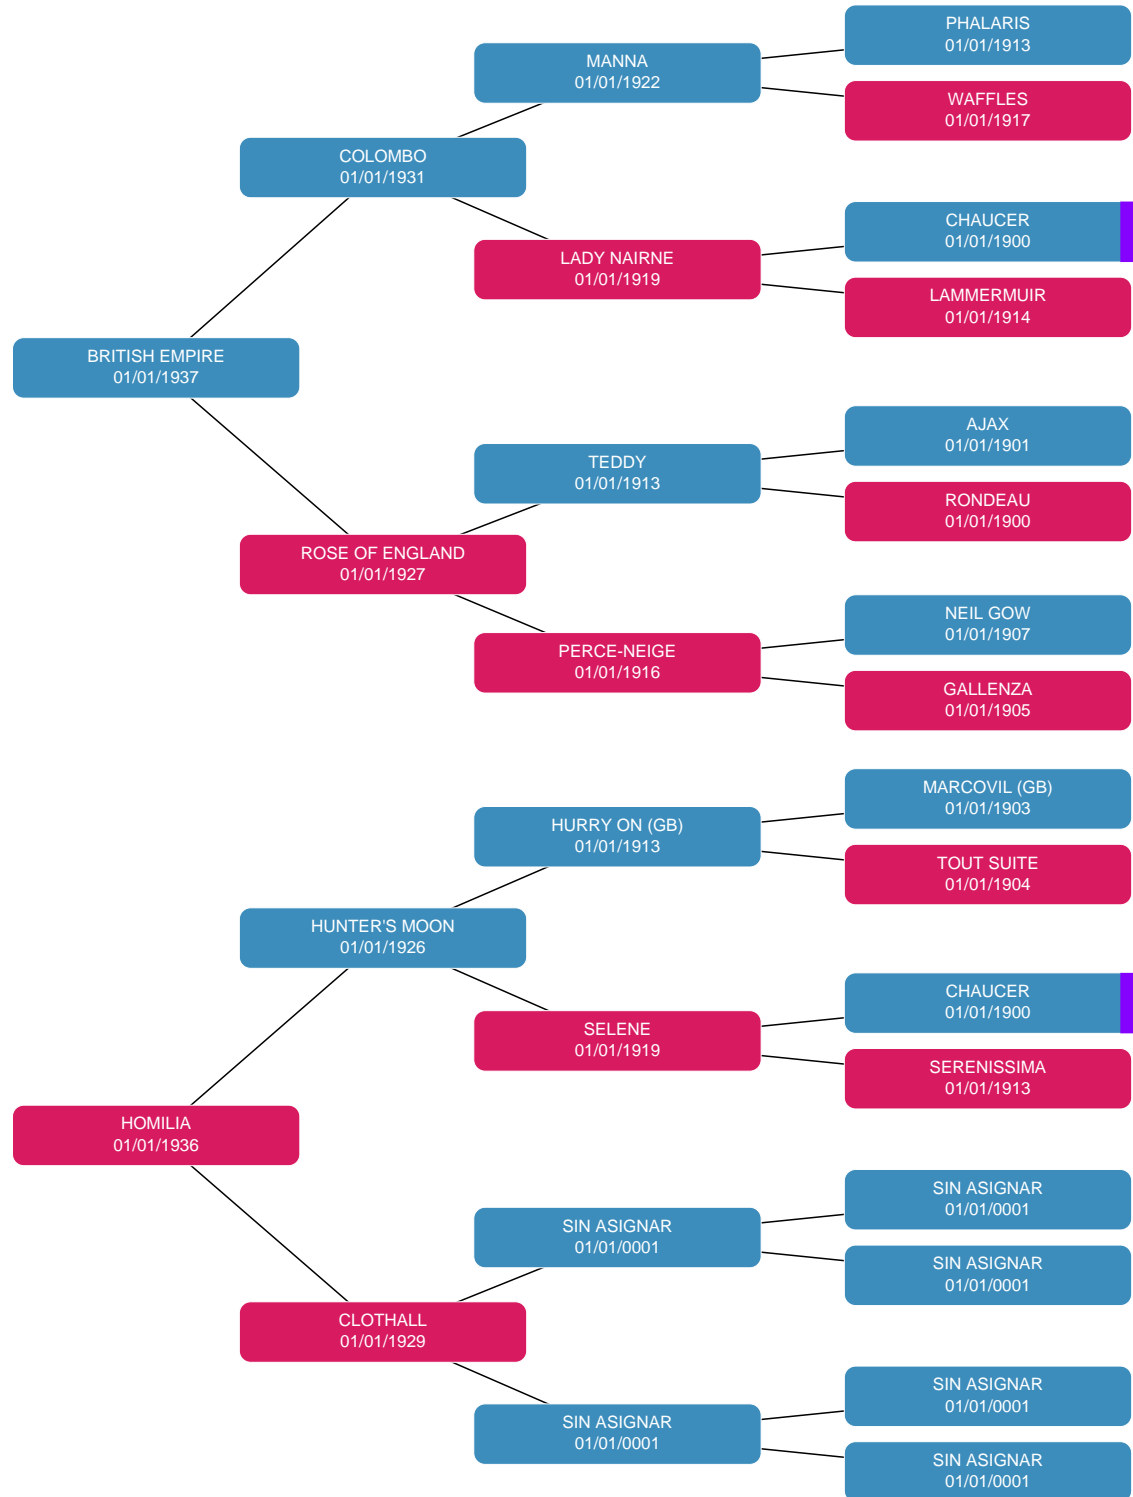 PHALARIS
01/01/1913
MANNA
01/01/1922
WAFFLES
01/01/1917
COLOMBO
01/01/1931
CHAUCER
01/01/1900
LADY NAIRNE
01/01/1919
LAMMERMUIR
01/01/1914
BRITISH EMPIRE
01/01/1937
AJAX
01/01/1901
TEDDY
01/01/1913
RONDEAU
01/01/1900
ROSE OF ENGLAND
01/01/1927
NEIL GOW
01/01/1907
PERCE-NEIGE
01/01/1916
GALLENZA
01/01/1905
MARCOVIL (GB)
01/01/1903
HURRY ON (GB)
01/01/1913
TOUT SUITE
01/01/1904
HUNTER'S MOON
01/01/1926
CHAUCER
01/01/1900
SELENE
01/01/1919
SERENISSIMA
01/01/1913
HOMILIA
01/01/1936
SIN ASIGNAR
01/01/0001
SIN ASIGNAR
01/01/0001
SIN ASIGNAR
01/01/0001
CLOTHALL
01/01/1929
SIN ASIGNAR
01/01/0001
SIN ASIGNAR
01/01/0001
SIN ASIGNAR
01/01/0001